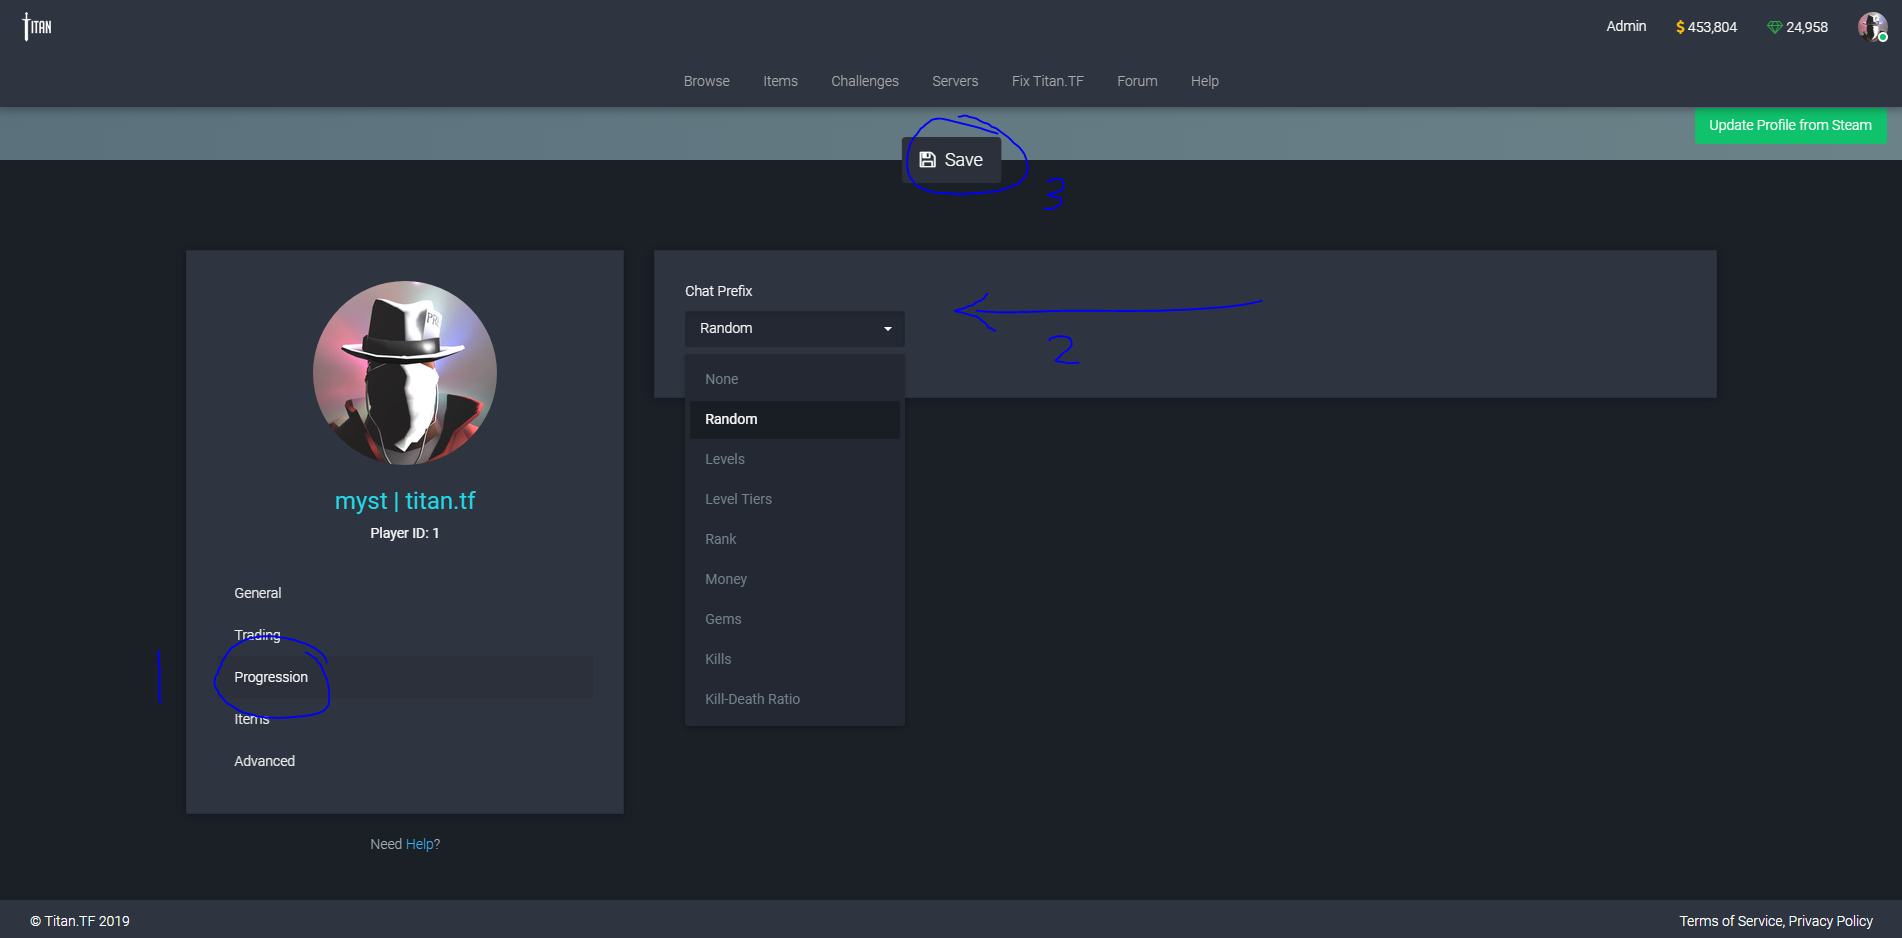 TITAN
Admin
$ 453,804
24,958
Browse Items Challenges Servers Fix Titan.TF Forum Help
Update Profile from Steam
Save
3
Chat Prefix
Random
2
None
Random
Levels
Level Tiers
Rank
Money
Gems
Kills
Kill-Death Ratio
myst | titan.tf
Player ID: 1
General
Trading
1
Progression
Items
Advanced
Need Help?
© Titan.TF 2019
Terms of Service, Privacy Policy